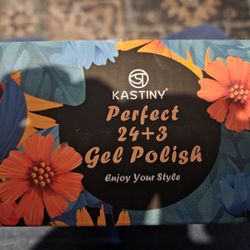 KASTINY
Perfect
24+3
Gel Polish
Enjoy Your Style